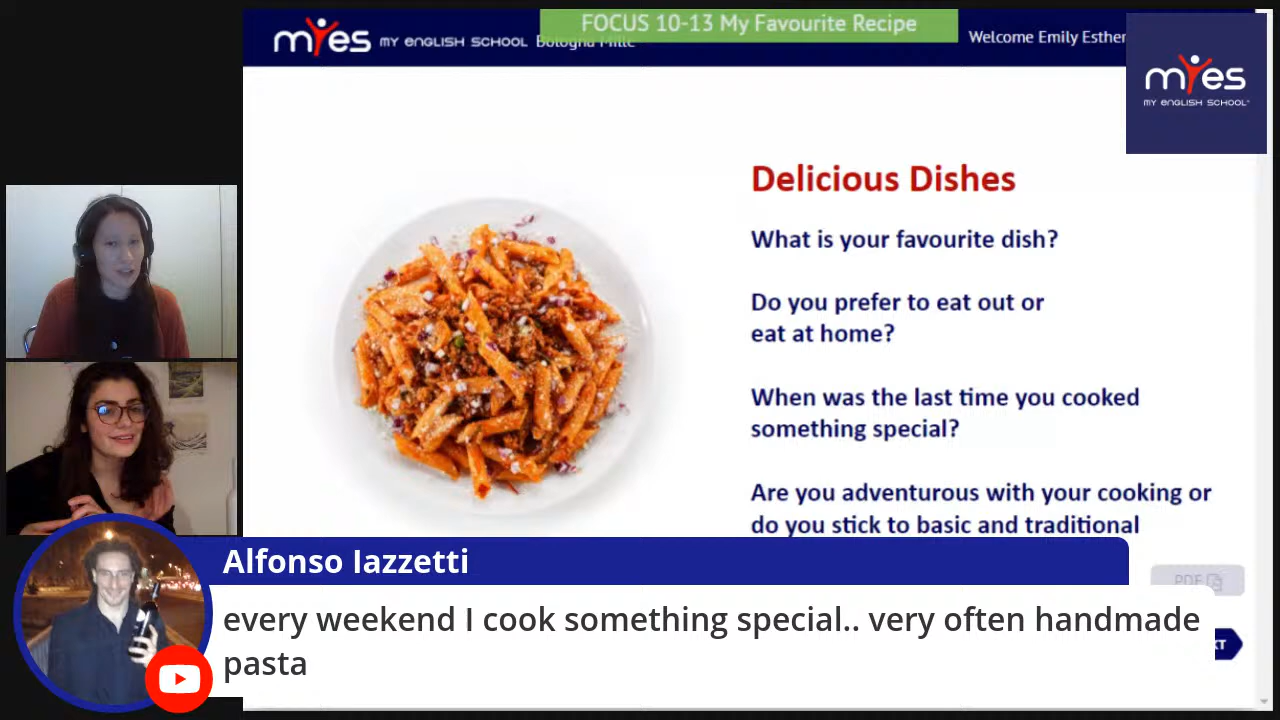 FOCUS 10-13 My Favourite Recipe
myes MY ENGLISH SCHOOL Bologna Mille
Welcome Emily Esther
myes
MY ENGLISH SCHOOL
Delicious Dishes
What is your favourite dish?
Do you prefer to eat out or
eat at home?
When was the last time you cooked
something special?
Are you adventurous with your cooking or
do you stick to basic and traditional
Alfonso Iazzetti
PDF
every weekend I cook something special.. very often handmade
pasta